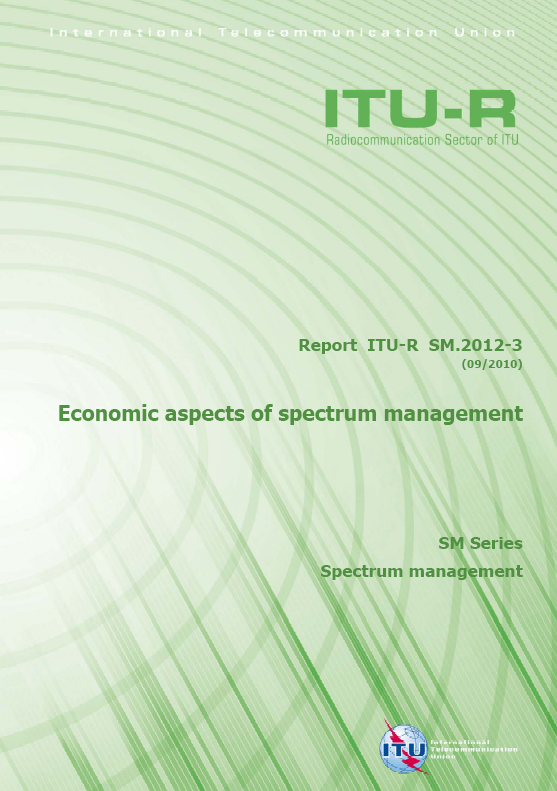 International Telecommunication Union
ITU-R
Radiocommunication Sector of ITU
Report ITU-R SM.2012-3
(09/2010)
Economic aspects of spectrum management
SM Series
Spectrum management
ITU
International
Telecommunication
Union